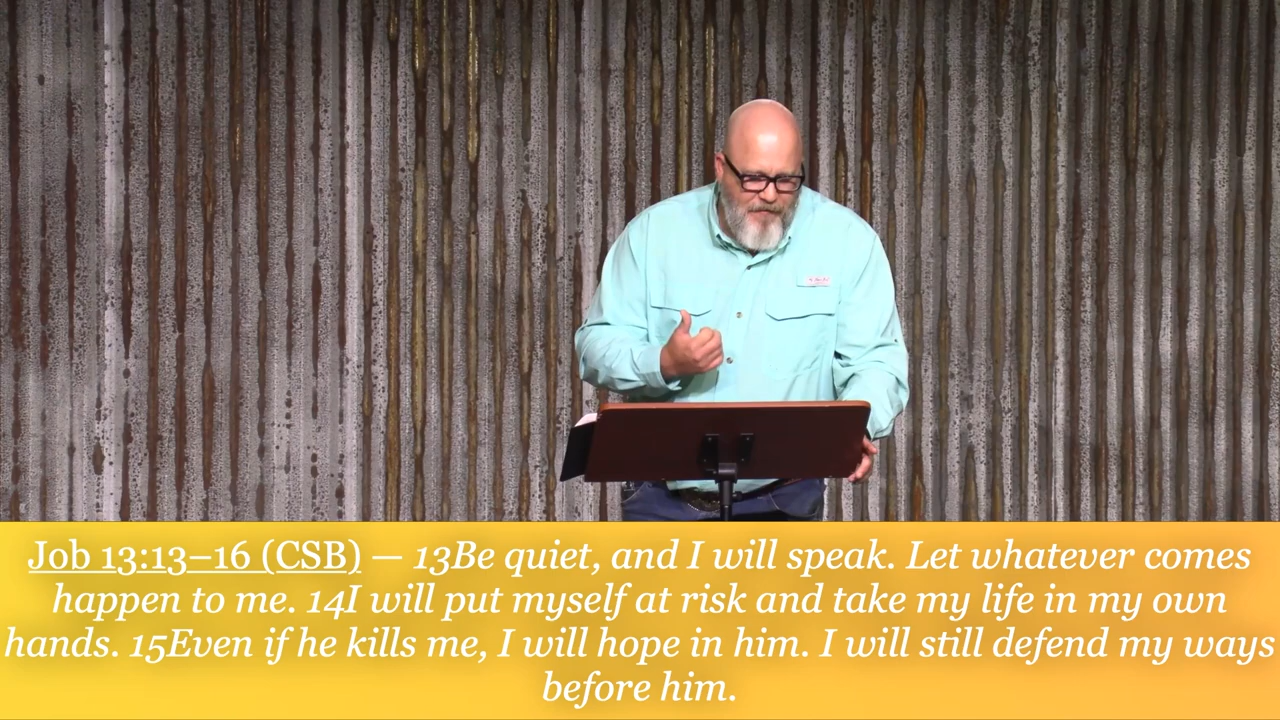 Job 13:13–16 (CSB) — 13Be quiet, and I will speak. Let whatever comes
happen to me. 14I will put myself at risk and take my life in my own
hands. 15Even if he kills me, I will hope in him. I will still defend my ways
before him.